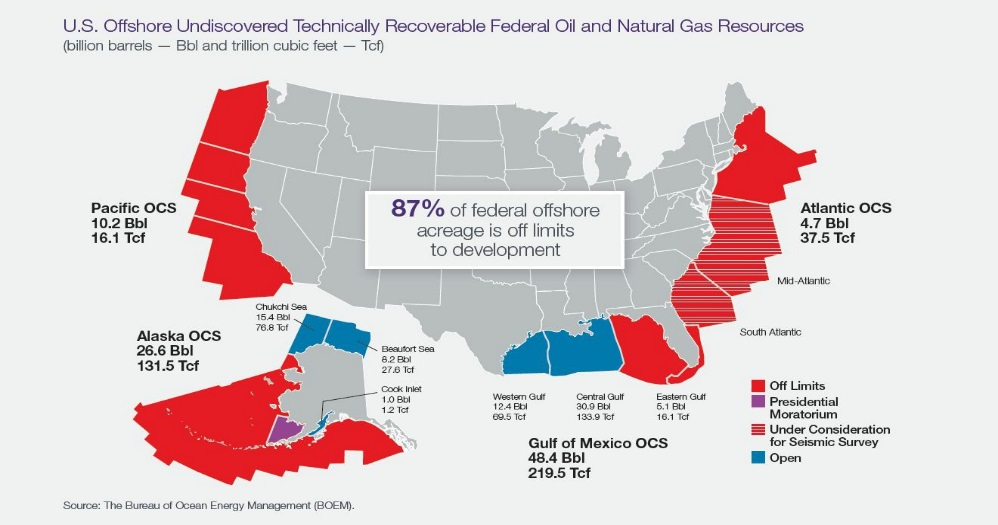 U.S. Offshore Undiscovered Technically Recoverable Federal Oil and Natural Gas Resources
(billion barrels — Bbl and trillion cubic feet — Tcf)
87% of federal offshore
acreage is off limits
to development
Pacific OCS
10.2 Bbl
16.1 Tcf
Atlantic OCS
4.7 Bbl
37.5 Tcf
Mid-Atlantic
South Atlantic
Chukchi Sea
15.4 Bbl
76.8 Tcf
Alaska OCS
26.6 Bbl
131.5 Tcf
Beaufort Sea
8.2 Bbl
27.6 Tcf
Cook Inlet
1.0 Bbl
1.2 Tcf
Western Gulf
12.4 Bbl
69.5 Tcf
Central Gulf
30.9 Bbl
133.9 Tcf
Eastern Gulf
5.1 Bbl
16.1 Tcf
Gulf of Mexico OCS
48.4 Bbl
219.5 Tcf
Off Limits
Presidential
Moratorium
Under Consideration
for Seismic Survey
Open
Source: The Bureau of Ocean Energy Management (BOEM).